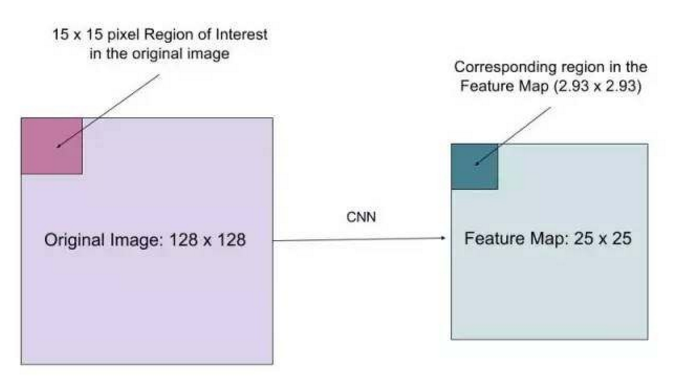 15 x 15 pixel Region of Interest
in the original image
Corresponding region in the
Feature Map (2.93 x 2.93)
CNN
Original Image: 128 x 128
Feature Map: 25 x 25